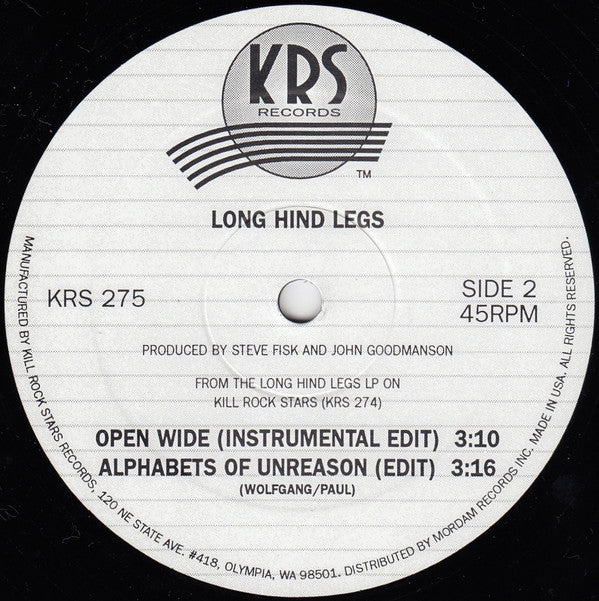 KRS
RECORDS
TM
LONG HIND LEGS
KRS 275
SIDE 2
45RPM
PRODUCED BY STEVE FISK AND JOHN GOODMANSON
FROM THE LONG HIND LEGS LP ON
KILL ROCK STARS (KRS 274)
OPEN WIDE (INSTRUMENTAL EDIT) 3:10
ALPHABETS OF UNREASON (EDIT) 3:16
(WOLFGANG/PAUL)
MANUFACTURED BY KILL ROCK STARS RECORDS, 120 NE STATE AVE. #418, OLYMPIA, WA 98501. DISTRIBUTED BY MORDAM RECORDS INC. MADE IN USA. ALL RIGHTS RESERVED.